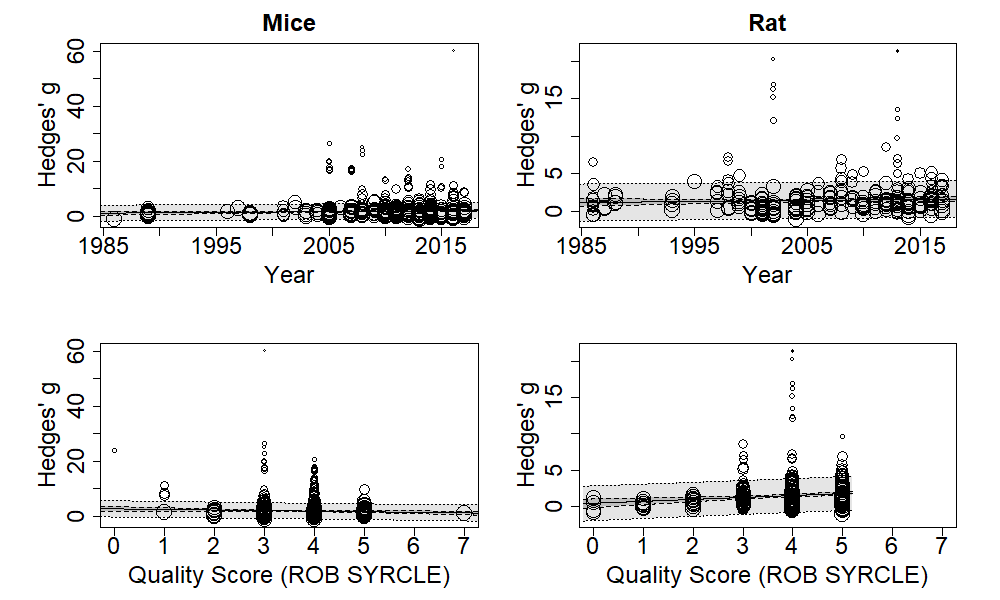 Mice Rat
Hedges' g
0 20 40 60
1985 1995 2005 2015
Year
Hedges' g
0 5 15
1985 1995 2005 2015
Year
Hedges' g
0 20 40 60
0 1 2 3 4 5 6 7
Quality Score (ROB SYRCLE)
Hedges' g
0 5 15
0 1 2 3 4 5 6 7
Quality Score (ROB SYRCLE)